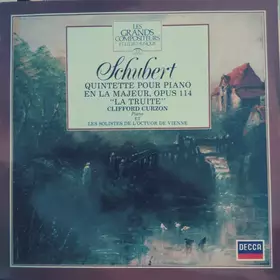 LES
GRANDS
COMPOSITEURS
Schubert
QUINTETTE POUR PIANO
EN LA MAJEUR, OPUS 114
"LA TRUITE"
CLIFFORD CURZON
Piano
ET
LES SOLISTES DE L'OCTUOR DE VIENNE
DECCA